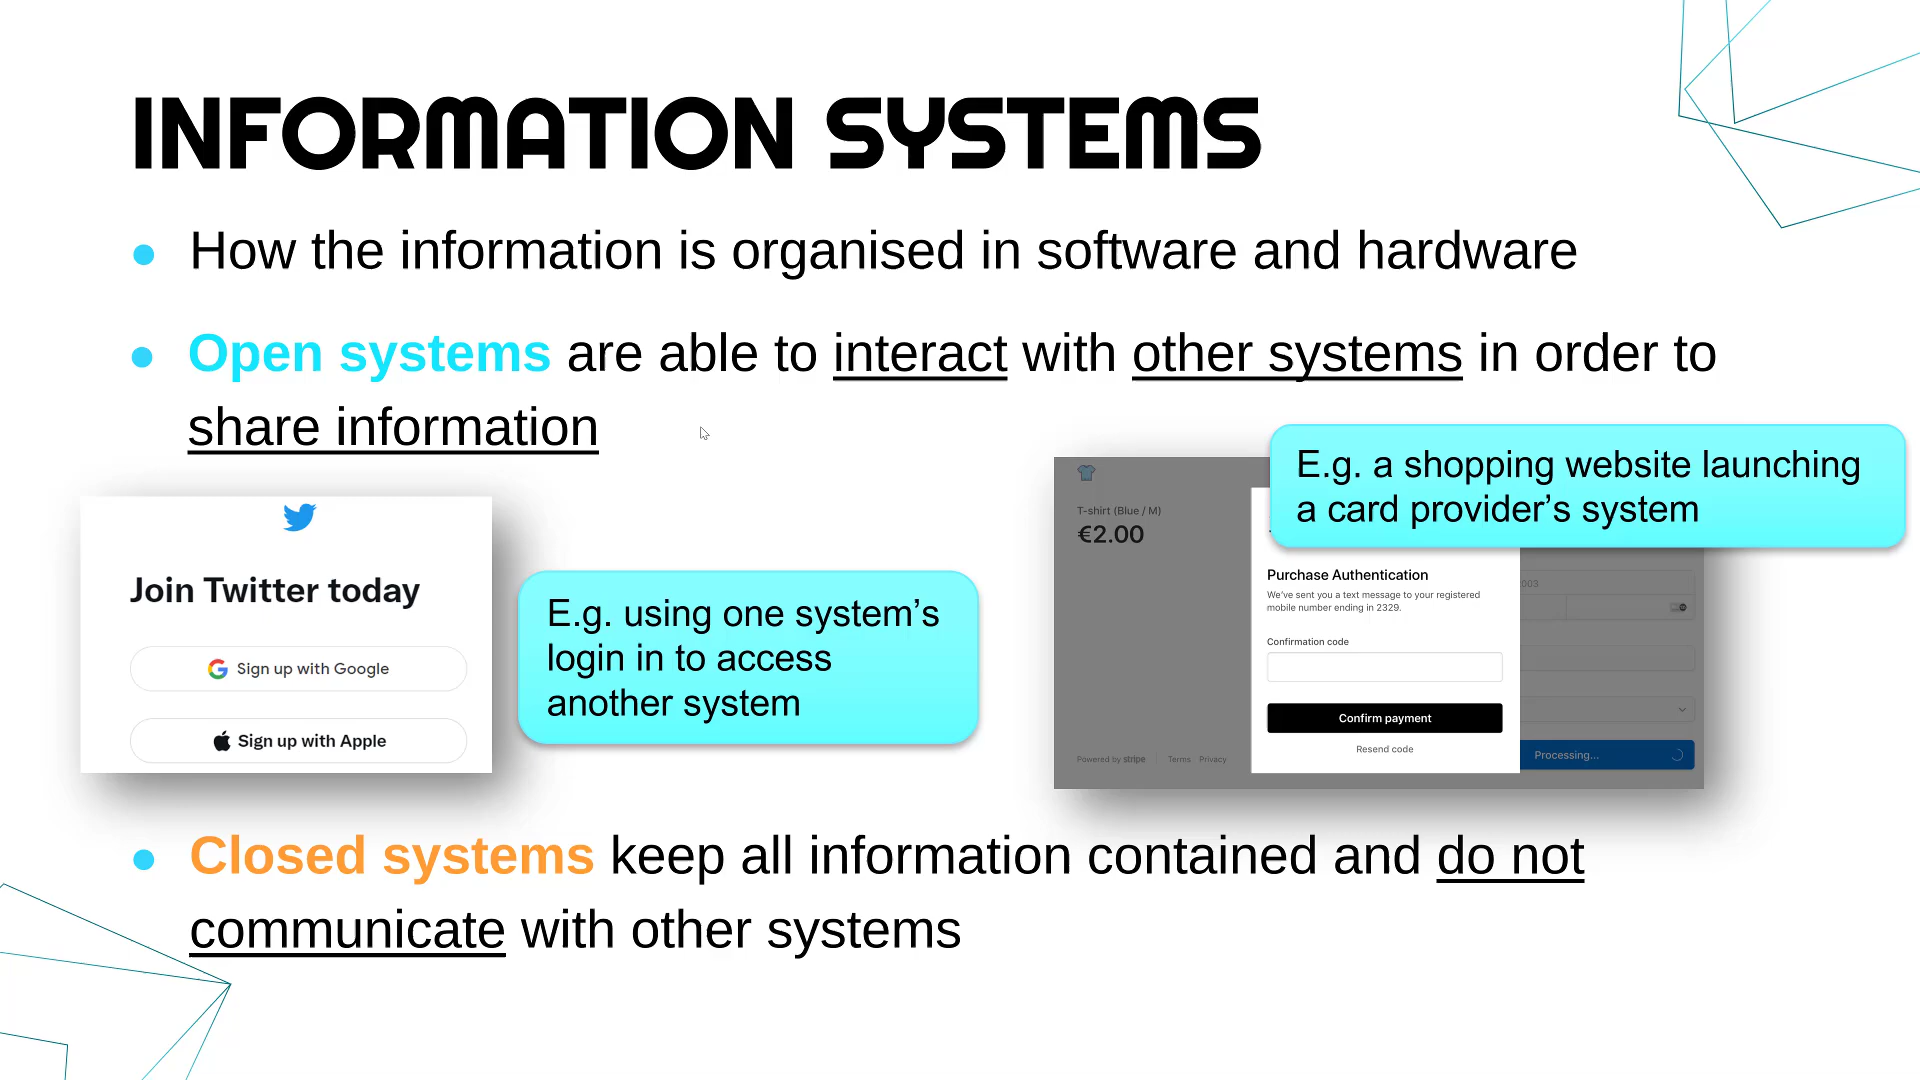 INFORMATION SYSTEMS
How the information is organised in software and hardware
Open systems are able to interact with other systems in order to
share information
E.g. a shopping website launching
a card provider’s system
Join Twitter today
Sign up with Google
Sign up with Apple
E.g. using one system’s
login in to access
another system
T-shirt (Blue / M)
€2.00
Purchase Authentication
We’ve sent you a text message to your registered
mobile number ending in 2329.
Confirmation code
Confirm payment
Resend code
Processing...
Powered by stripe
Terms Privacy
Closed systems keep all information contained and do not
communicate with other systems